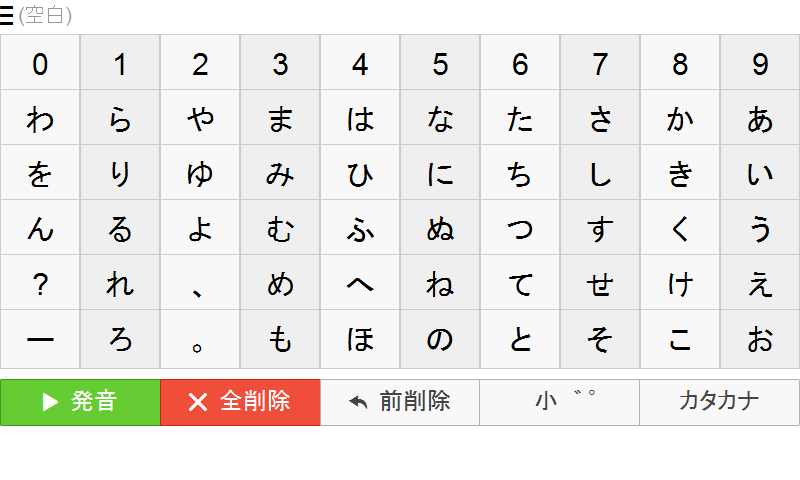 (空白)
0 1 2 3 4 5 6 7 8 9
わ ら や ま は な た さ か あ
を り ゆ み ひ に ち し き い
ん る よ む ふ ぬ つ す く う
? れ 、 め へ ね て せ け え
ー ろ 。 も ほ の と そ こ お
発音 全削除 前削除 小 ゛゜ カタカナ